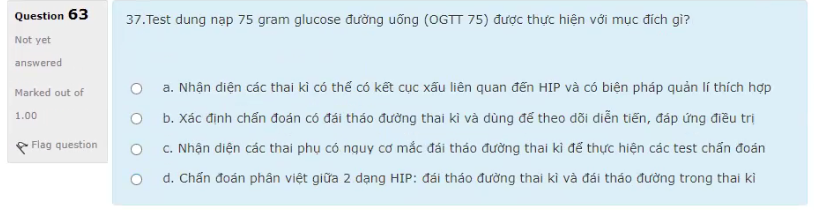 Question 63
Not yet
answered
Marked out of
1.00
Flag question
37.Test dung nạp 75 gram glucose đường uống (OGTT 75) được thực hiện với mục đích gì?
a. Nhận diện các thai kì có thể có kết cục xấu liên quan đến HIP và có biện pháp quản lí thích hợp
b. Xác định chẩn đoán có đái tháo đường thai kì và dùng để theo dõi diễn tiến, đáp ứng điều trị
c. Nhận diện các thai phụ có nguy cơ mắc đái tháo đường thai kì để thực hiện các test chẩn đoán
d. Chẩn đoán phân việt giữa 2 dạng HIP: đái tháo đường thai kì và đái tháo đường trong thai kì